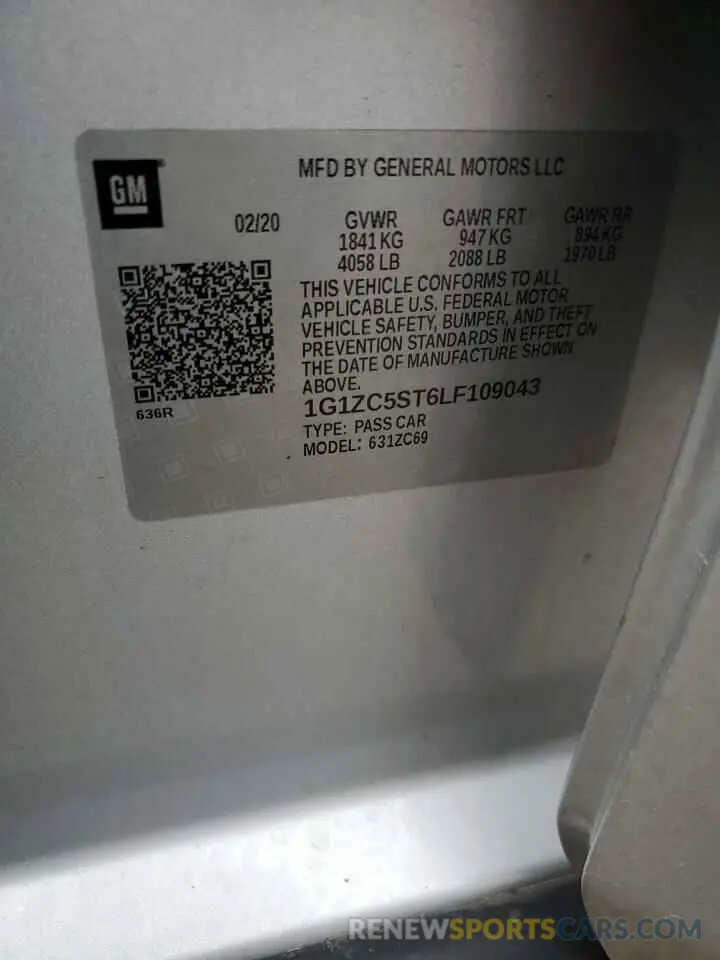 GM
MFD BY GENERAL MOTORS LLC
02/20 GVWR GAWR FRT GAWR RR
1841 KG 947 KG 894 KG
4058 LB 2088 LB 1970 LB
THIS VEHICLE CONFORMS TO ALL
APPLICABLE U.S. FEDERAL MOTOR
VEHICLE SAFETY, BUMPER, AND THEFT
PREVENTION STANDARDS IN EFFECT ON
THE DATE OF MANUFACTURE SHOWN
ABOVE.
636R
1G1ZC5ST6LF109043
TYPE: PASS CAR
MODEL: 631ZC69
RENEWSPORTSCARS.COM